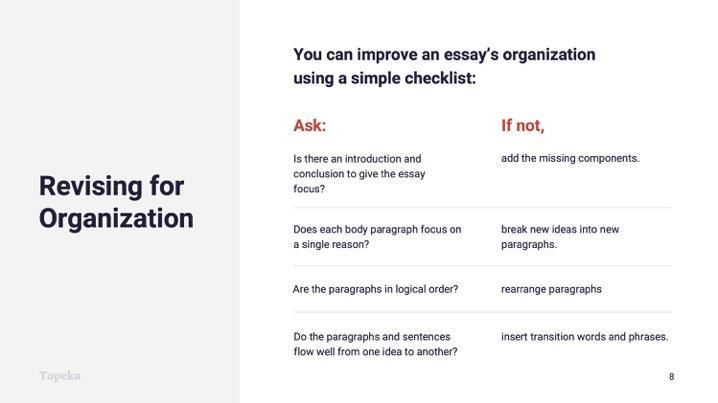 Revising for
Organization
You can improve an essay’s organization
using a simple checklist:
Ask:
If not,
Is there an introduction and
conclusion to give the essay
focus?
add the missing components.
Does each body paragraph focus on
a single reason?
break new ideas into new
paragraphs.
Are the paragraphs in logical order?
rearrange paragraphs
Do the paragraphs and sentences
flow well from one idea to another?
insert transition words and phrases.
Topeka
8